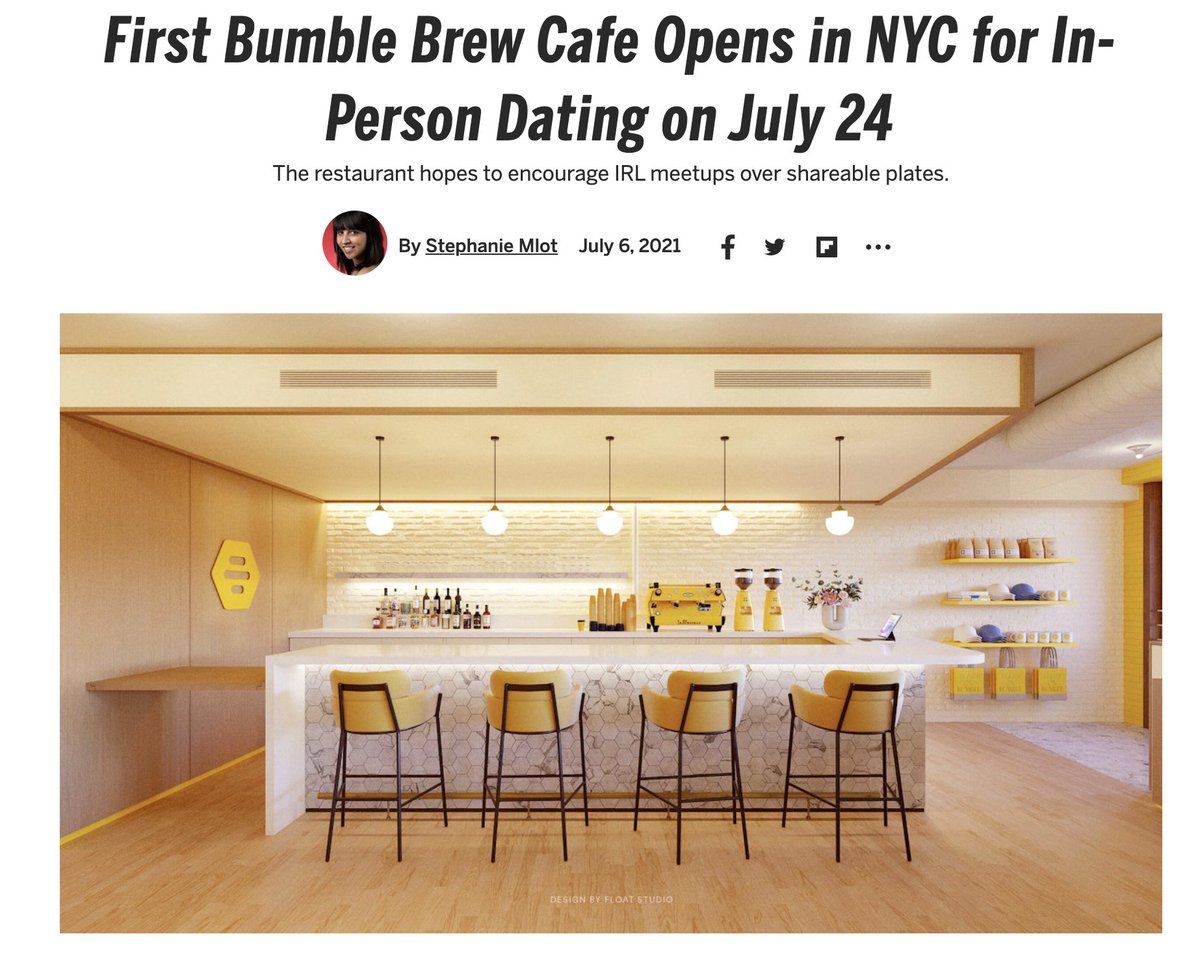 First Bumble Brew Cafe Opens in NYC for In-
Person Dating on July 24
The restaurant hopes to encourage IRL meetups over shareable plates.
By Stephanie Mlot July 6, 2021
DESIGN BY FLOAT STUDIO